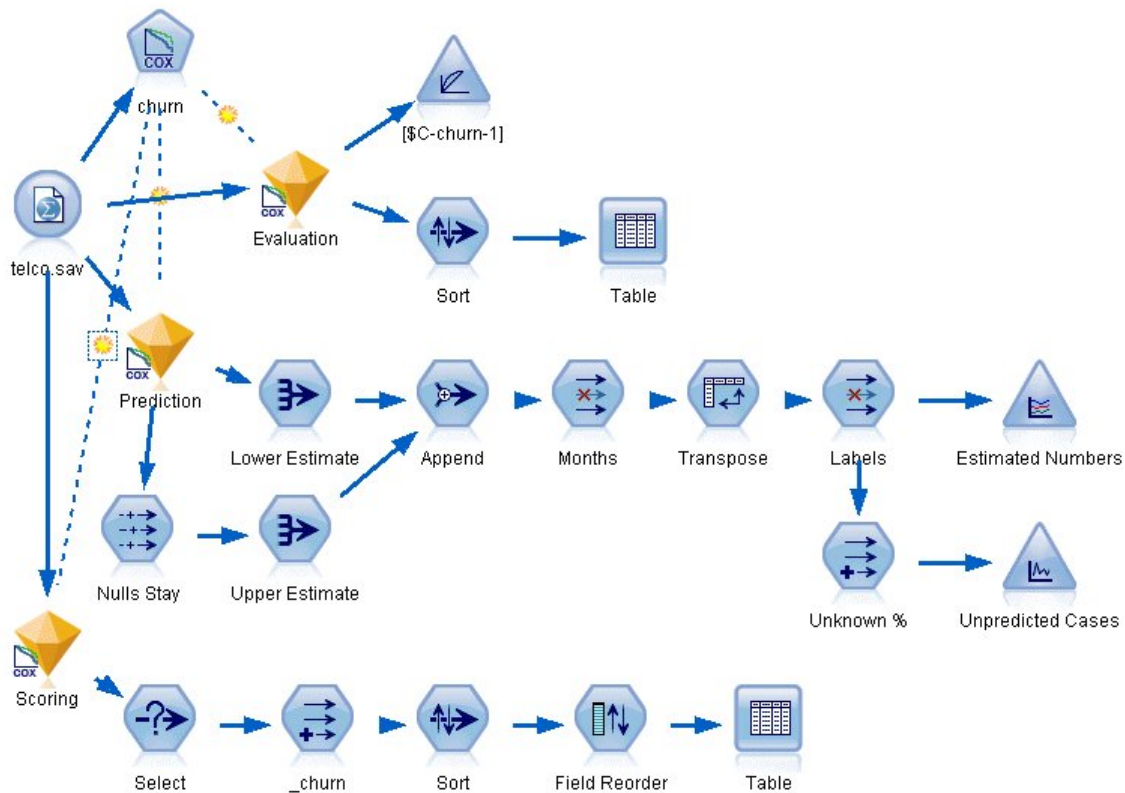 COX
churn
[$C-churn-1]
telco.sav
COX
Evaluation
Sort
Table
COX
Prediction
Lower Estimate
Append
Months
Transpose
Labels
Estimated Numbers
Nulls Stay
Upper Estimate
Unknown %
Unpredicted Cases
COX
Scoring
Select
_churn
Sort
Field Reorder
Table